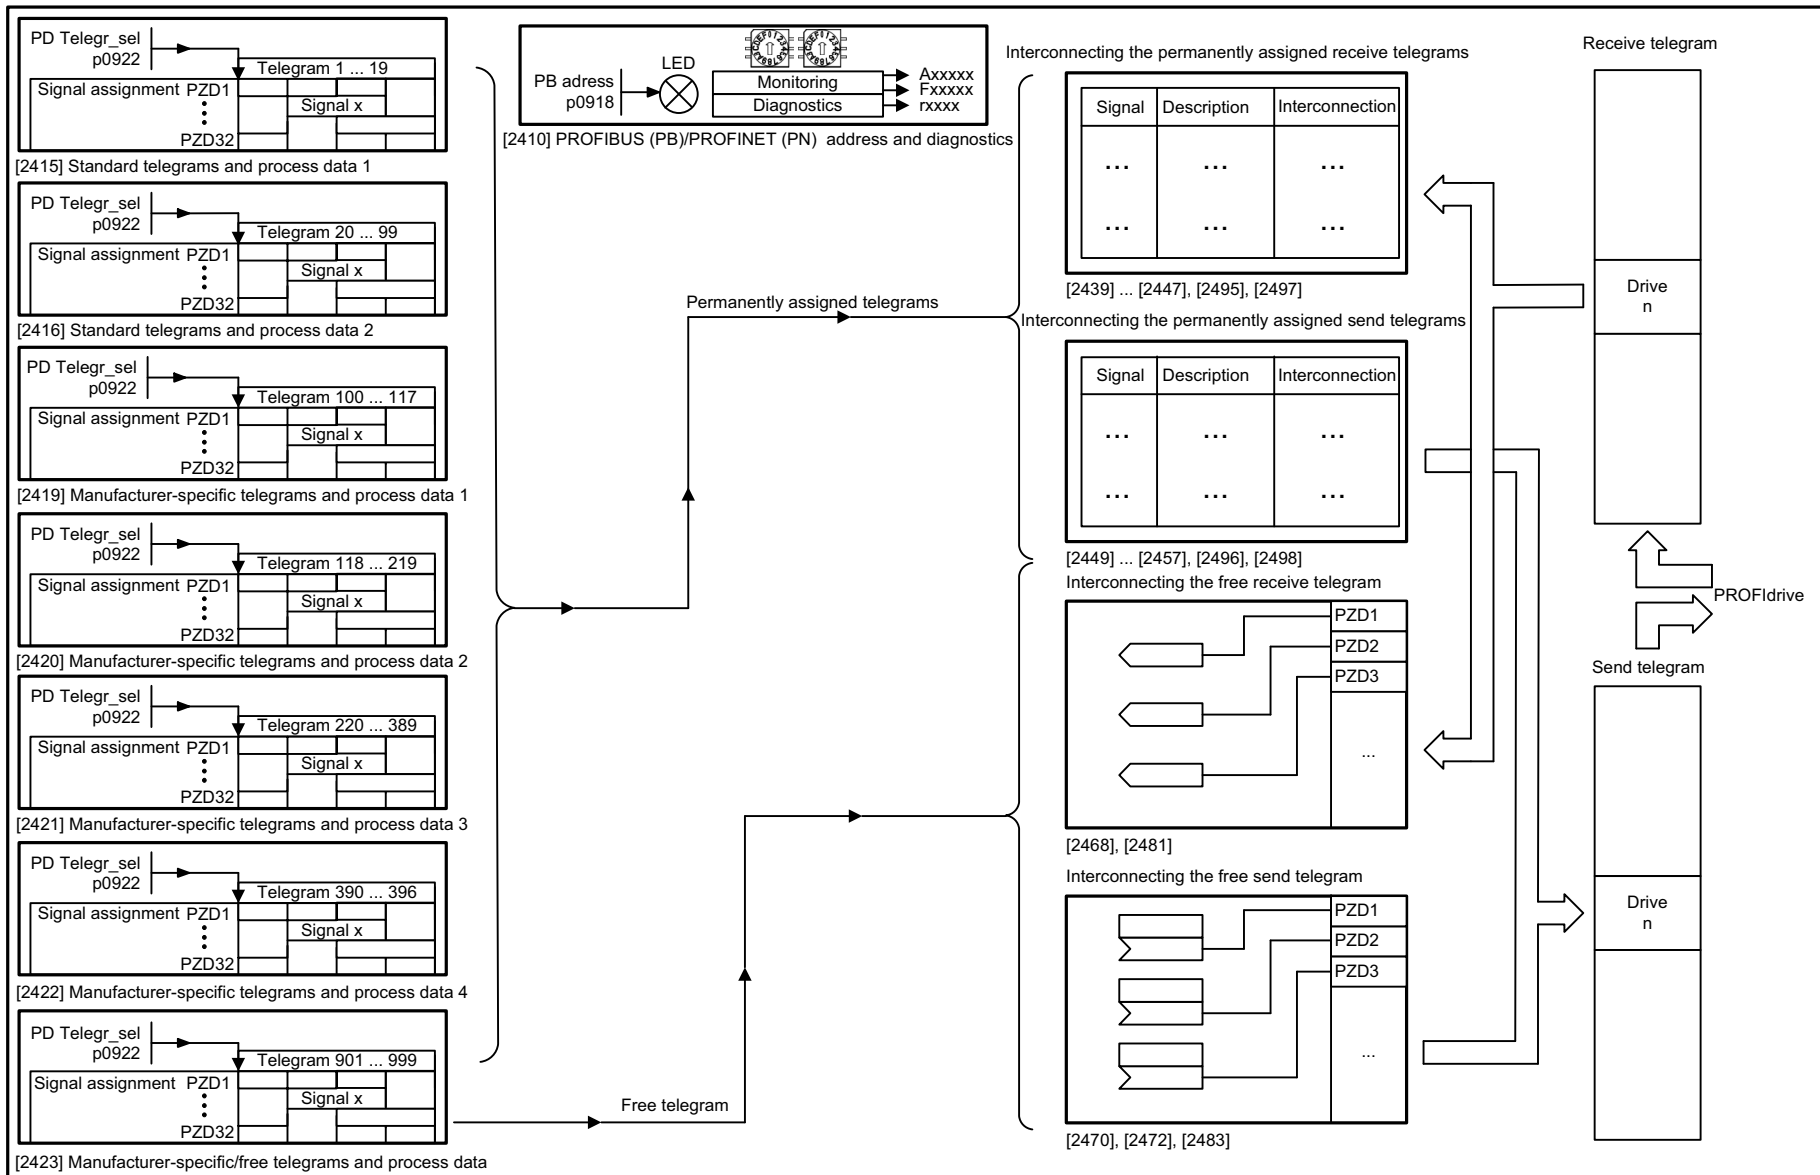 PD Telegr_sel
p0922
Telegram 1 ... 19
Signal assignment PZD1
Signal x
PZD32
[2415] Standard telegrams and process data 1
PD Telegr_sel
p0922
Telegram 20 ... 99
Signal assignment PZD1
Signal x
PZD32
[2416] Standard telegrams and process data 2
PD Telegr_sel
p0922
Telegram 100 ... 117
Signal assignment PZD1
Signal x
PZD32
[2419] Manufacturer-specific telegrams and process data 1
PD Telegr_sel
p0922
Telegram 118 ... 219
Signal assignment PZD1
Signal x
PZD32
[2420] Manufacturer-specific telegrams and process data 2
PD Telegr_sel
p0922
Telegram 220 ... 389
Signal assignment PZD1
Signal x
PZD32
[2421] Manufacturer-specific telegrams and process data 3
PD Telegr_sel
p0922
Telegram 390 ... 396
Signal assignment PZD1
Signal x
PZD32
[2422] Manufacturer-specific telegrams and process data 4
PD Telegr_sel
p0922
Telegram 901 ... 999
Signal assignment PZD1
Signal x
PZD32
[2423] Manufacturer-specific/free telegrams and process data
PB adress
p0918
LED
Monitoring
Diagnostics
Axxxxx
Fxxxxx
rxxxx
[2410] PROFIBUS (PB)/PROFINET (PN) address and diagnostics
Permanently assigned telegrams
Free telegram
Interconnecting the permanently assigned receive telegrams
Signal Description Interconnection
... ... ...
... ... ...
[2439] ... [2447], [2495], [2497]
Interconnecting the permanently assigned send telegrams
Signal Description Interconnection
... ... ...
... ... ...
[2449] ... [2457], [2496], [2498]
Interconnecting the free receive telegram
PZD1
PZD2
PZD3
...
[2468], [2481]
Interconnecting the free send telegram
PZD1
PZD2
PZD3
...
[2470], [2472], [2483]
Receive telegram
Drive
n
PROFIdrive
Send telegram
Drive
n